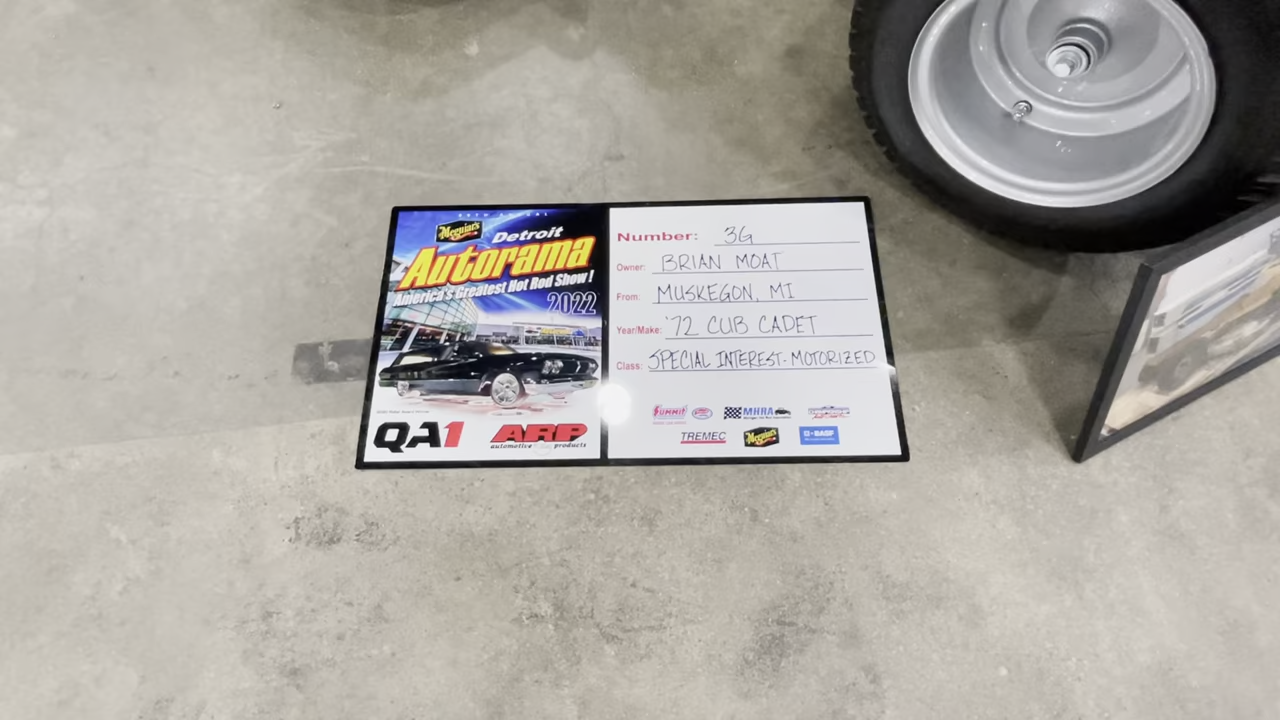 Meguiar's
Detroit
Autorama
America's Greatest Hot Rod Show!
2022
QA1
ARP
automotive products
Number: 3G
Owner: BRIAN MOAT
From: MUSKEGON, MI
Year/Make: '72 CUB CADET
Class: SPECIAL INTEREST-MOTORIZED
SUMMIT
MHRA
TREMEC
Meguiar's
BASF